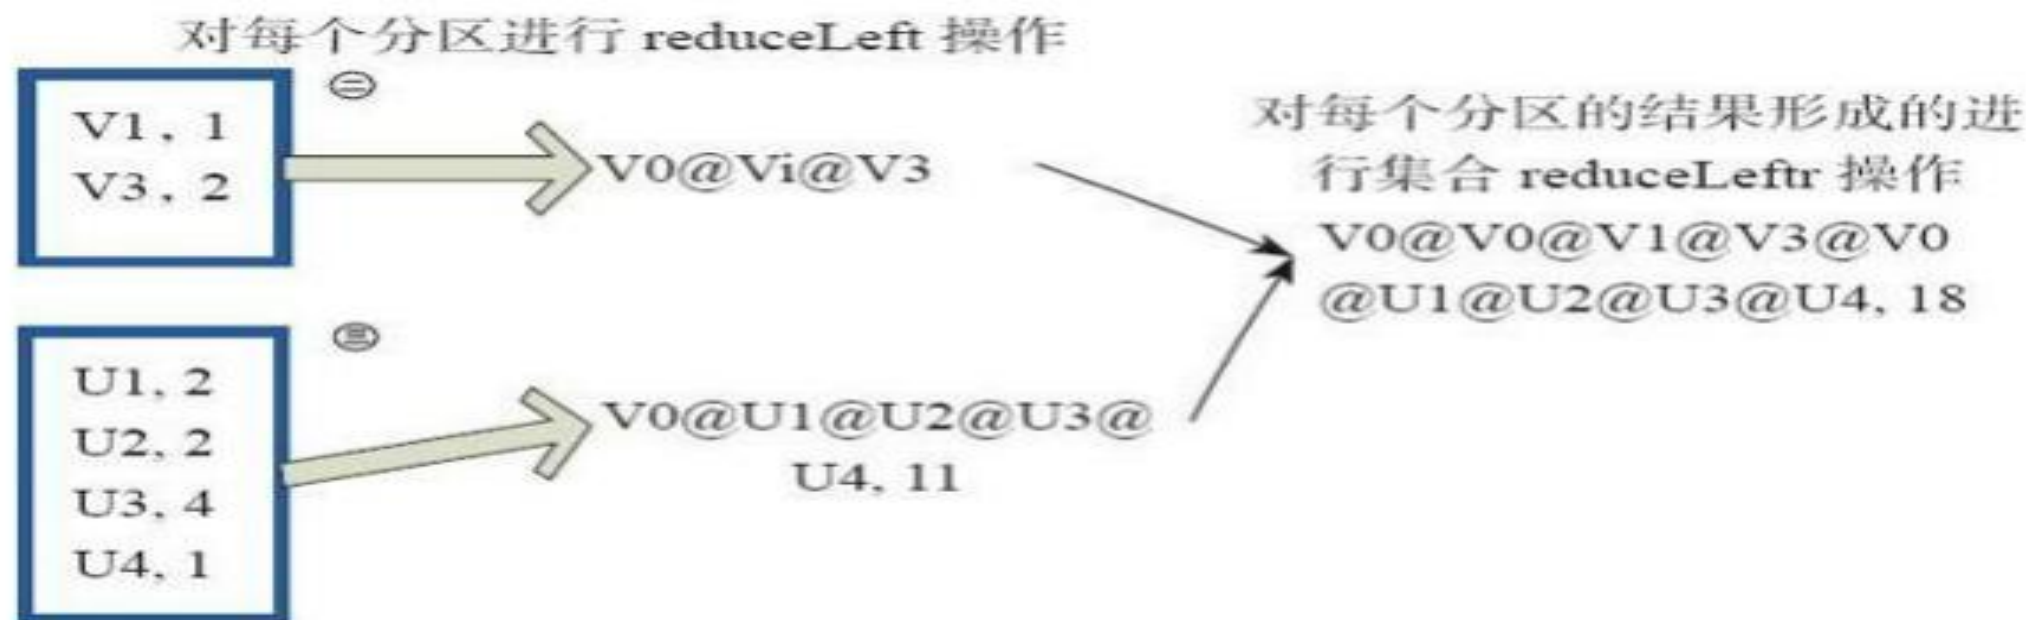 对每个分区进行 reduceLeft 操作
㊁
V1, 1
V3, 2
V0@Vi@V3
对每个分区的结果形成的进
行集合 reduceLeftr 操作
V0@V0@V1@V3@V0
@U1@U2@U3@U4, 18
㊂
U1, 2
U2, 2
U3, 4
U4, 1
V0@U1@U2@U3@
U4, 11